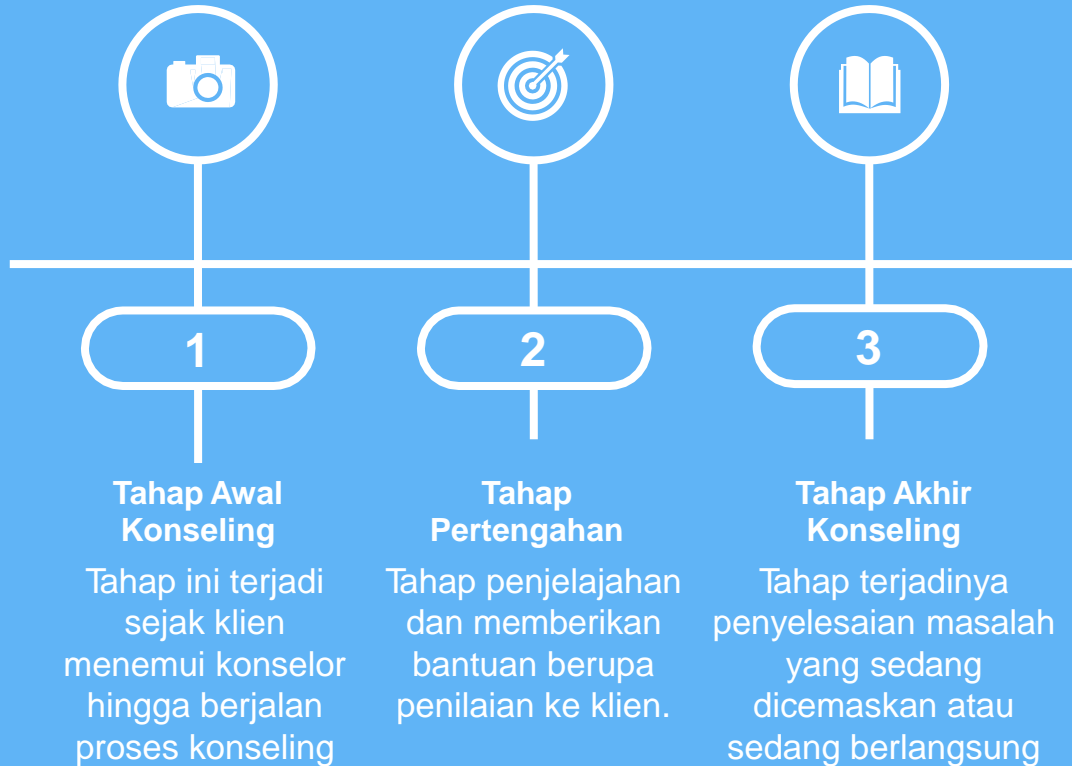 1
Tahap Awal
Konseling
Tahap ini terjadi
sejak klien
menemui konselor
hingga berjalan
proses konseling
2
Tahap
Pertengahan
Tahap penjelajahan
dan memberikan
bantuan berupa
penilaian ke klien.
3
Tahap Akhir
Konseling
Tahap terjadinya
penyelesaian masalah
yang sedang
dicemaskan atau
sedang berlangsung